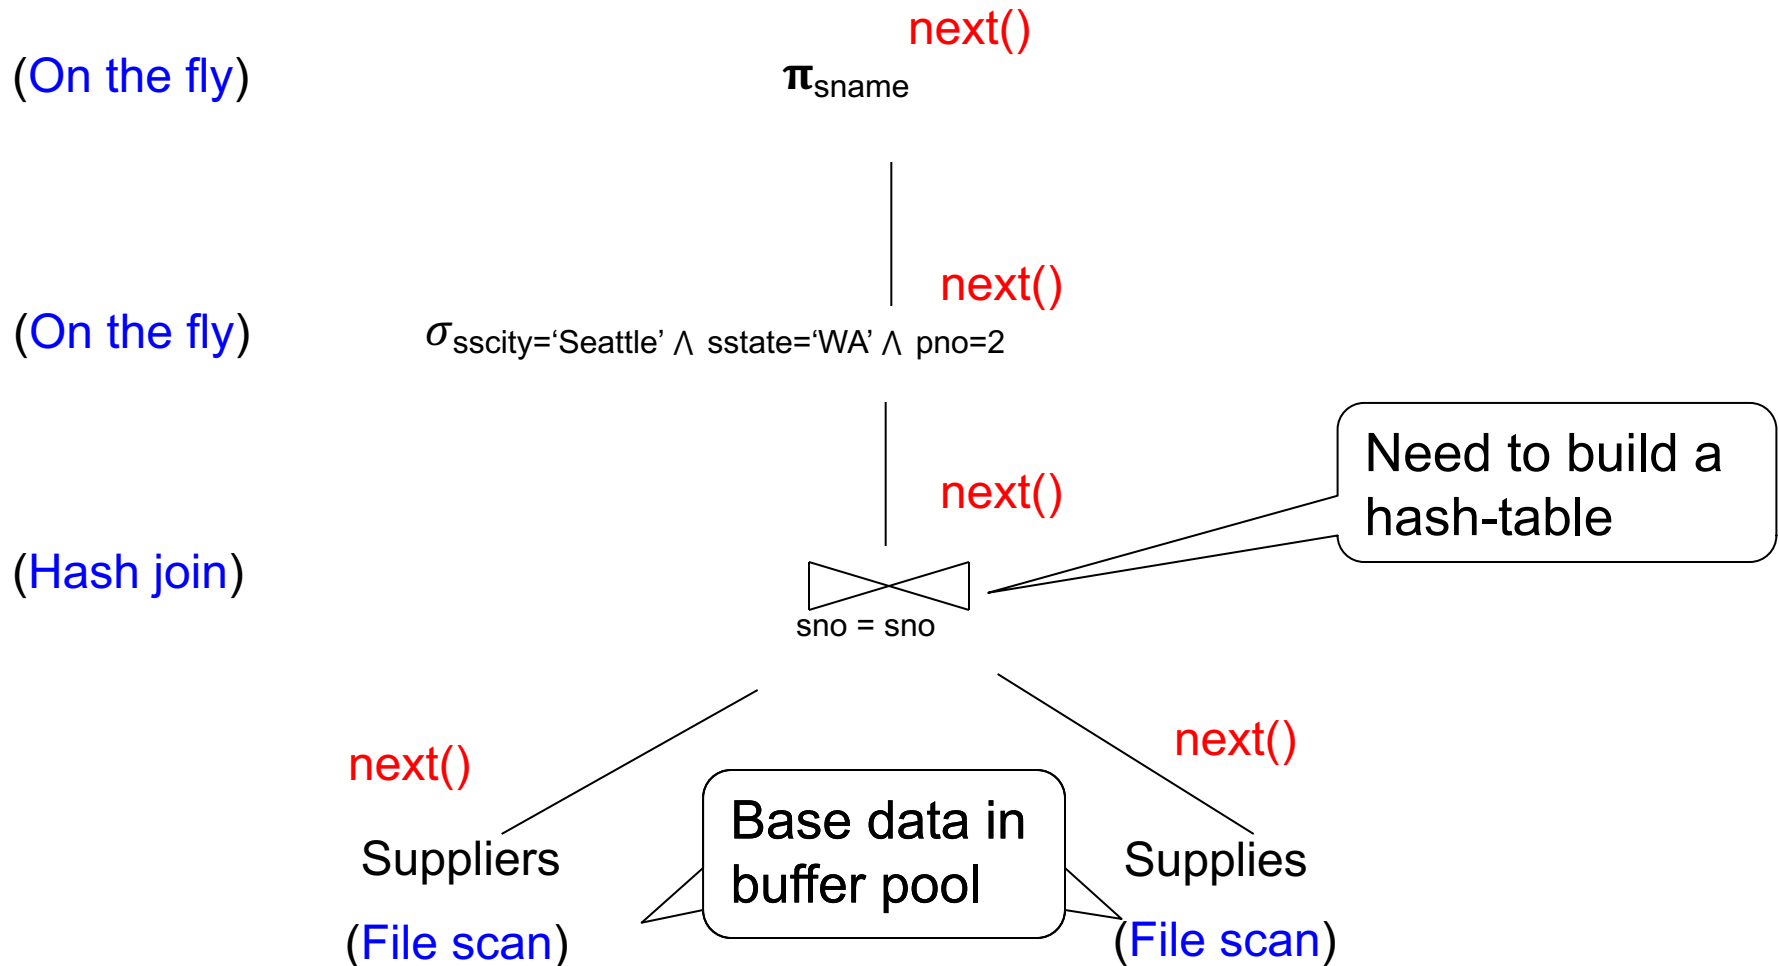 next()
(On the fly) πsname
next()
(On the fly) σsscity=‘Seattle’ ∧ sstate=‘WA’ ∧ pno=2
Need to build a
hash-table
next()
(Hash join)
sno = sno
next()
next()
Base data in
buffer pool
Suppliers
Supplies
(File scan)
(File scan)